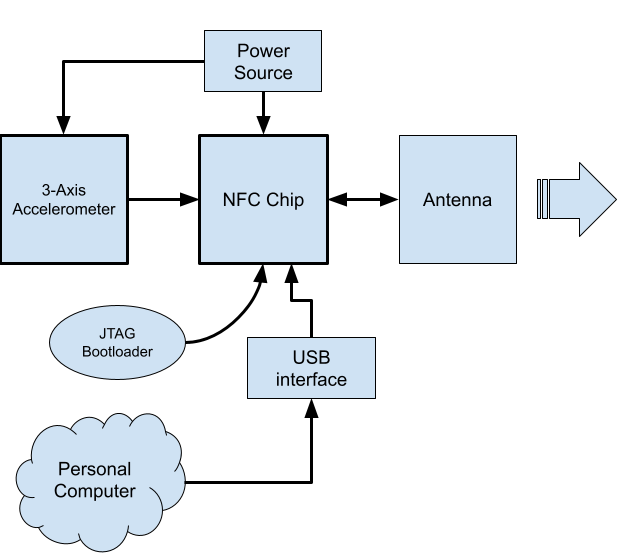 Power
Source
3-Axis
Accelerometer
NFC Chip
Antenna
JTAG
Bootloader
USB
interface
Personal
Computer